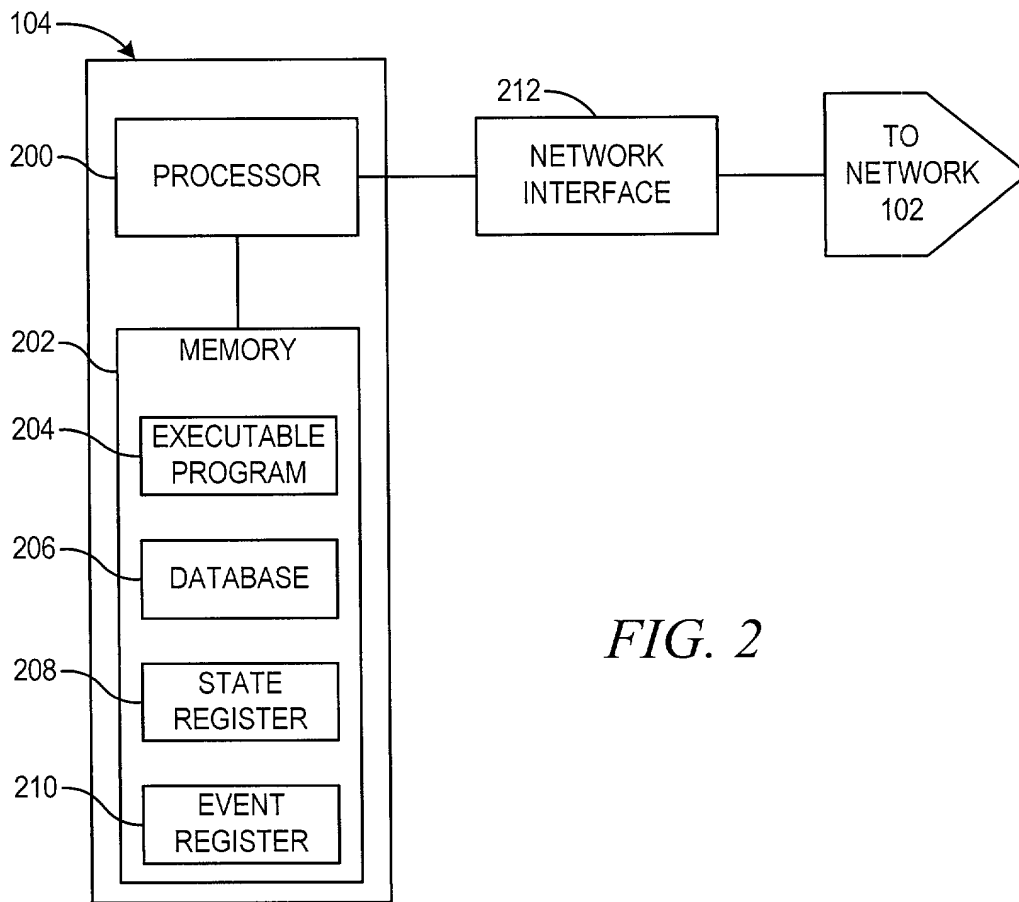 104
212
200
PROCESSOR
NETWORK
INTERFACE
TO
NETWORK
102
202
MEMORY
204
EXECUTABLE
PROGRAM
206
DATABASE
FIG. 2
208
STATE
REGISTER
210
EVENT
REGISTER